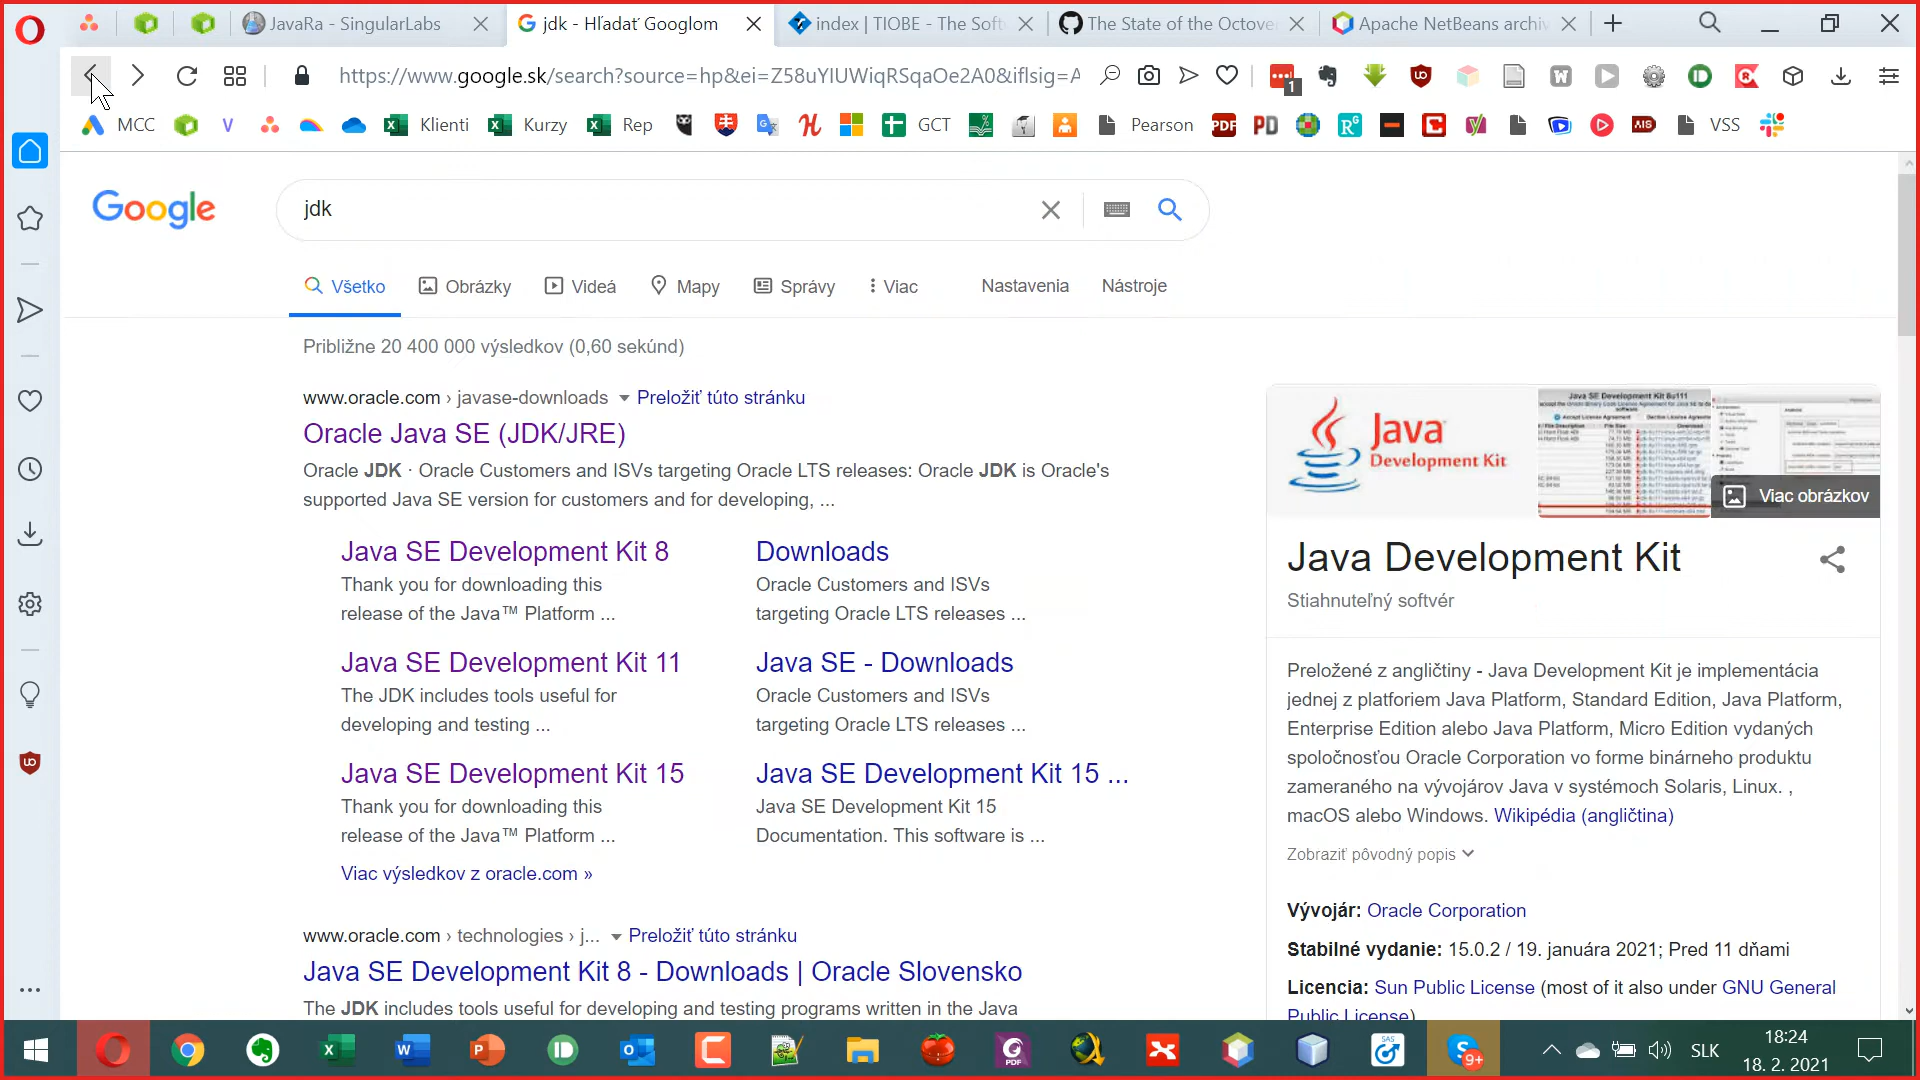 JavaRa - SingularLabs
jdk - Hľadať Googlom
index | TIOBE - The Soft
The State of the Octover
Apache NetBeans archiv
https://www.google.sk/search?source=hp&ei=Z58uYIUWiqRSqaOe2A0&iflsig=A
1
MCC
Klienti
Kurzy
Rep
GCT
Pearson
PDF
PD
AIS
VSS
Google
jdk
Všetko
Obrázky
Videá
Mapy
Správy
Viac
Nastavenia
Nástroje
Približne 20 400 000 výsledkov (0,60 sekúnd)
www.oracle.com › javase-downloads
Preložiť túto stránku
Oracle Java SE (JDK/JRE)
Oracle JDK · Oracle Customers and ISVs targeting Oracle LTS releases: Oracle JDK is Oracle's
supported Java SE version for customers and for developing, ...
Java SE Development Kit 8
Thank you for downloading this
release of the Java™ Platform ...
Downloads
Oracle Customers and ISVs
targeting Oracle LTS releases ...
Java SE Development Kit 11
The JDK includes tools useful for
developing and testing ...
Java SE - Downloads
Oracle Customers and ISVs
targeting Oracle LTS releases ...
Java SE Development Kit 15
Thank you for downloading this
release of the Java™ Platform ...
Java SE Development Kit 15 ...
Java SE Development Kit 15
Documentation. This software is ...
Viac výsledkov z oracle.com »
www.oracle.com › technologies › j...
Preložiť túto stránku
Java SE Development Kit 8 - Downloads | Oracle Slovensko
The JDK includes tools useful for developing and testing programs written in the Java
Java
Development Kit
Java SE Development Kit 8u111
Viac obrázkov
Java Development Kit
Stiahnuteľný softvér
Preložené z angličtiny - Java Development Kit je implementácia
jednej z platforiem Java Platform, Standard Edition, Java Platform,
Enterprise Edition alebo Java Platform, Micro Edition vydaných
spoločnosťou Oracle Corporation vo forme binárneho produktu
zameraného na vývojárov Java v systémoch Solaris, Linux. ,
macOS alebo Windows. Wikipédia (angličtina)
Zobraziť pôvodný popis
Vývojár: Oracle Corporation
Stabilné vydanie: 15.0.2 / 19. januára 2021; Pred 11 dňami
Licencia: Sun Public License (most of it also under GNU General
Public License)
9+
SLK
18:24
18. 2. 2021